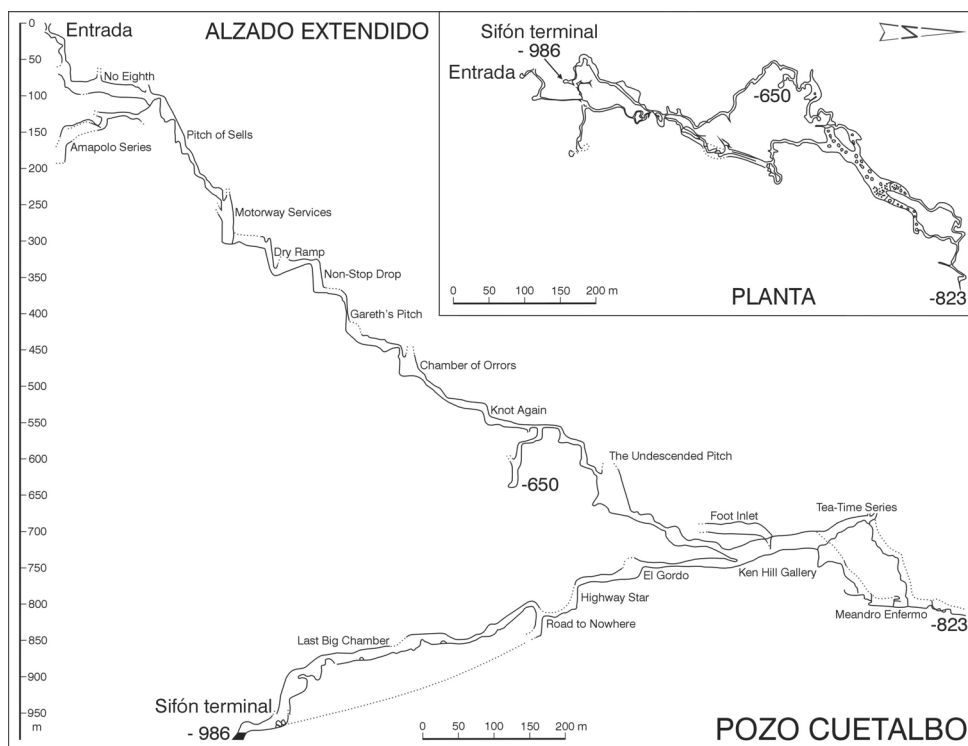 ALZADO EXTENDIDO
0
50
100
150
200
250
300
350
400
450
500
550
600
650
700
750
800
850
900
950
m
Entrada
No Eighth
Pitch of Sells
Amapolo Series
Motorway Services
Dry Ramp
Non-Stop Drop
Gareth's Pitch
Chamber of Orrors
Knot Again
-650
The Undescended Pitch
Foot Inlet
Tea-Time Series
Ken Hill Gallery
El Gordo
Highway Star
Meandro Enfermo
-823
Road to Nowhere
Last Big Chamber
Sifón terminal
- 986
0 50 100 150 200 m
POZO CUETALBO
Sifón terminal
- 986
Entrada
-650
N
0 50 100 150 200 m
PLANTA
-823